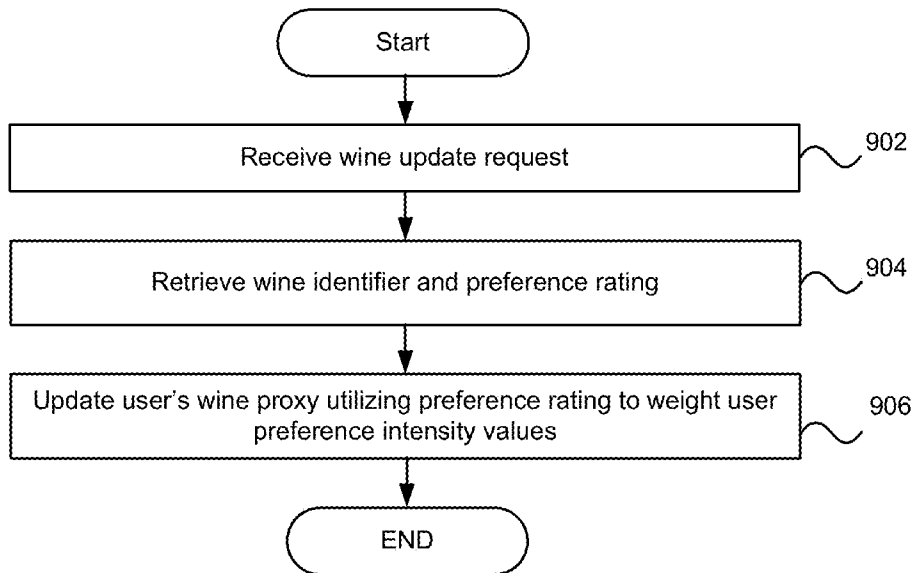 Start
Receive wine update request
902
Retrieve wine identifier and preference rating
904
Update user's wine proxy utilizing preference rating to weight user
preference intensity values
906
END